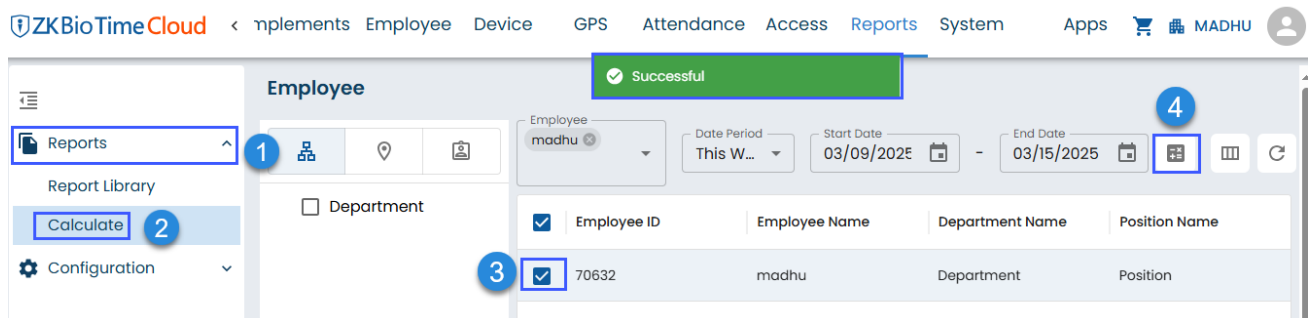 ZKBioTime Cloud
mplements Employee Device GPS Attendance Access Reports System Apps MADHU
Successful
Employee
4
Reports
1
Employee
madhu
Date Period
This W...
Start Date
03/09/2025
-
End Date
03/15/2025
Report Library
Calculate
2
Configuration
Department
Employee ID Employee Name Department Name Position Name
3
70632 madhu Department Position